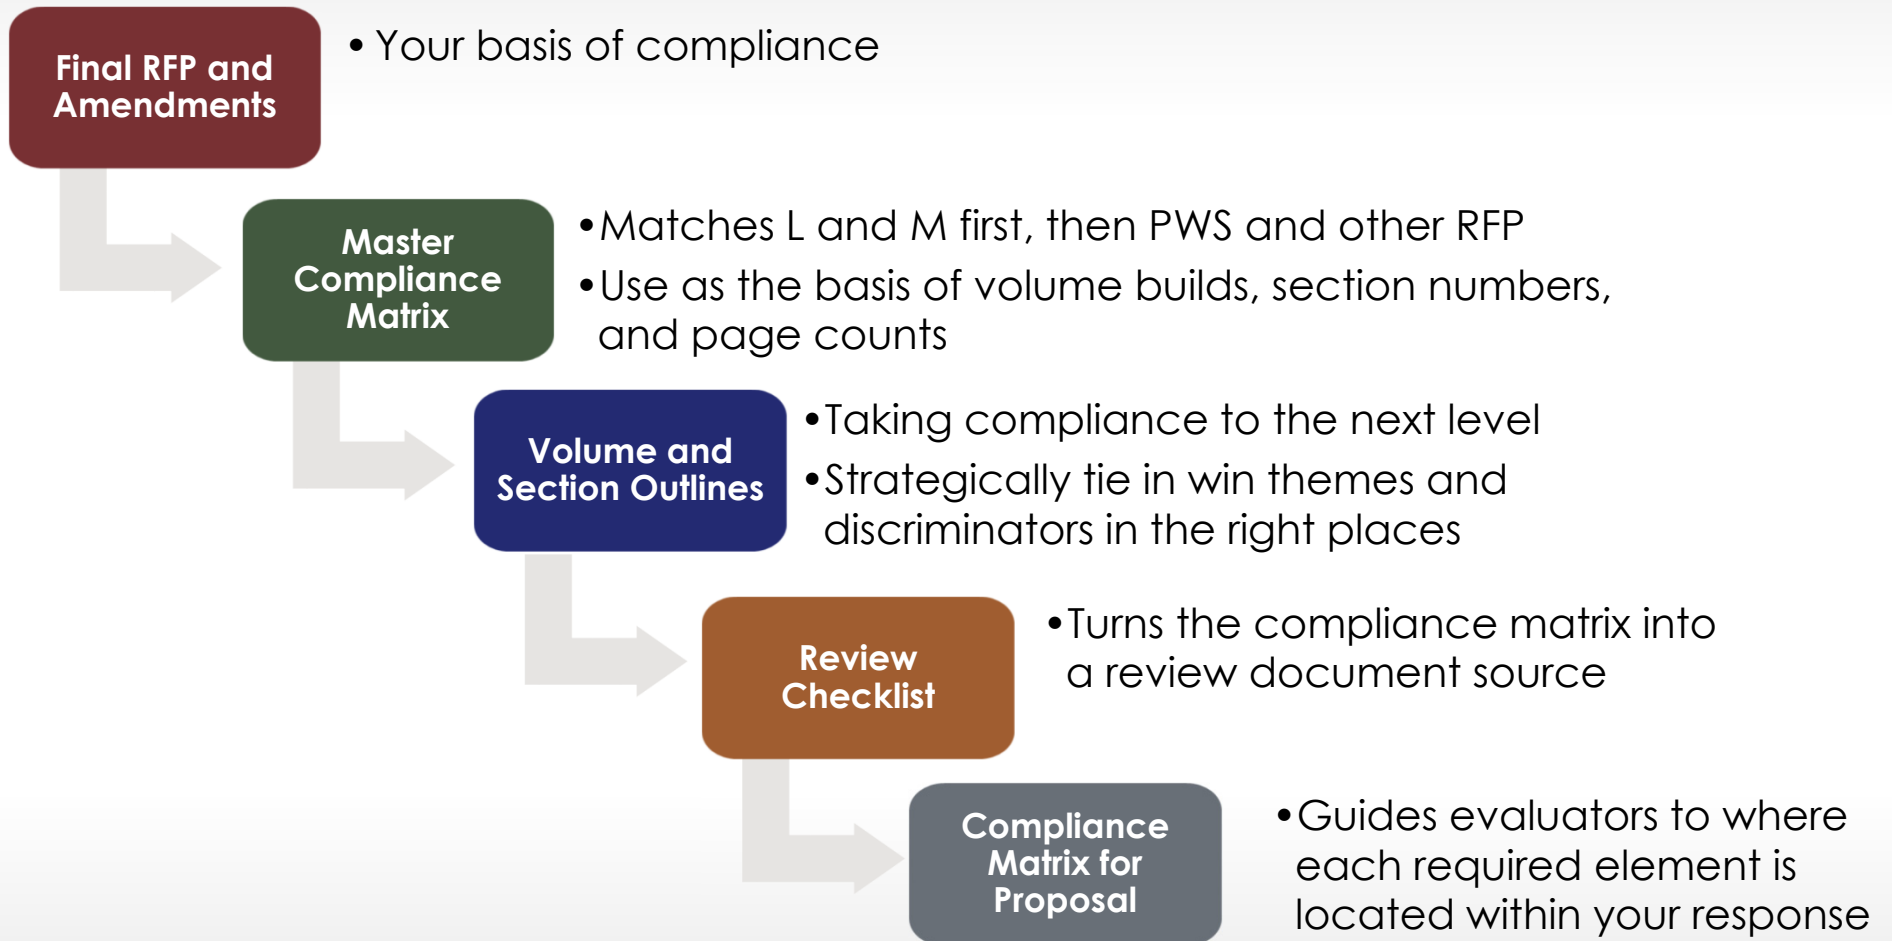 Final RFP and
Amendments
• Your basis of compliance
Master
Compliance
Matrix
•Matches L and M first, then PWS and other RFP
•Use as the basis of volume builds, section numbers,
and page counts
Volume and
Section Outlines
•Taking compliance to the next level
•Strategically tie in win themes and
discriminators in the right places
Review
Checklist
•Turns the compliance matrix into
a review document source
Compliance
Matrix for
Proposal
•Guides evaluators to where
each required element is
located within your response